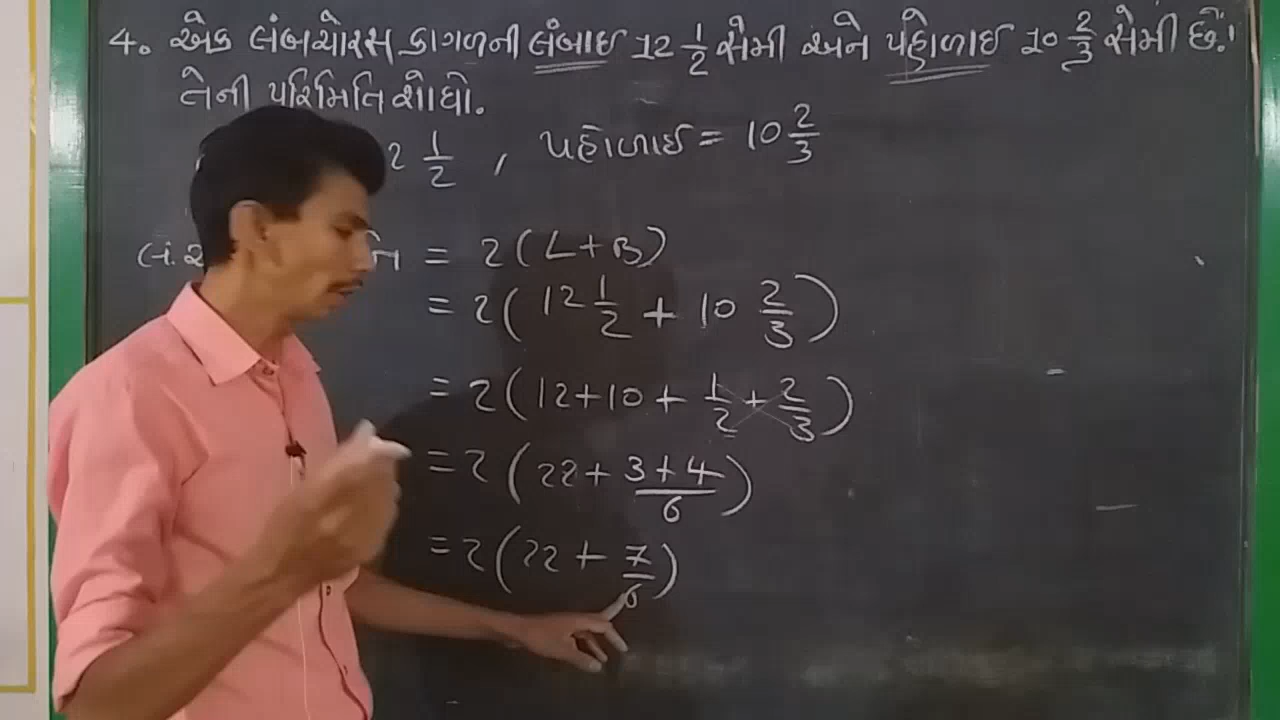 4. એક લંબચોરસ કાગળની લંબાઈ 12 1/2 સેમી અને પહોળાઈ 10 2/3 સેમી છે.
તેની પરિમિતિ શોધો.
2 1/2 , પહોળાઈ = 10 2/3
લં.ચ = 2(L+B)
= 2(12 1/2 + 10 2/3)
= 2(12+10 + 1/2 + 2/3)
= 2(22 + 3+4/6)
= 2(22 + 7/6)